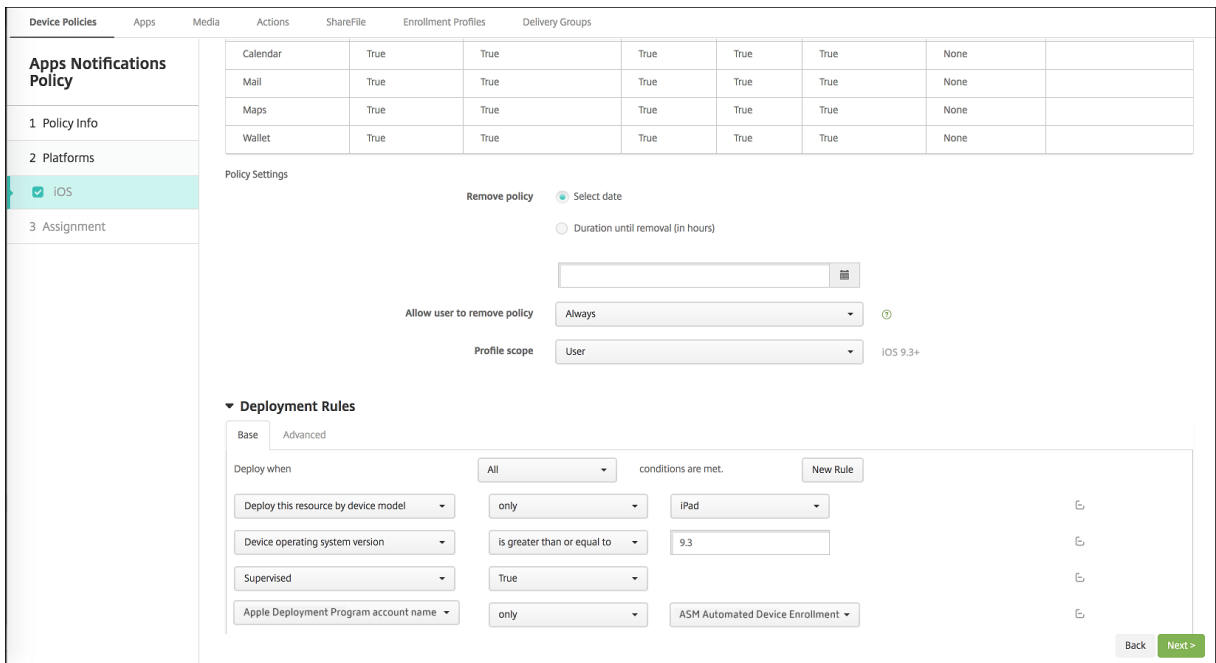 Device Policies Apps Media Actions ShareFile Enrollment Profiles Delivery Groups
Apps Notifications
Policy
1 Policy Info
2 Platforms
iOS
3 Assignment
Calendar True True True True True None
Mail True True True True True None
Maps True True True True True None
Wallet True True True True True None
Policy Settings
Remove policy Select date
Duration until removal (in hours)
Allow user to remove policy Always ?
Profile scope User iOS 9.3+
Deployment Rules
Base Advanced
Deploy when All conditions are met. New Rule
Deploy this resource by device model only iPad
Device operating system version is greater than or equal to 9.3
Supervised True
Apple Deployment Program account name only ASM Automated Device Enrollment
Back Next >